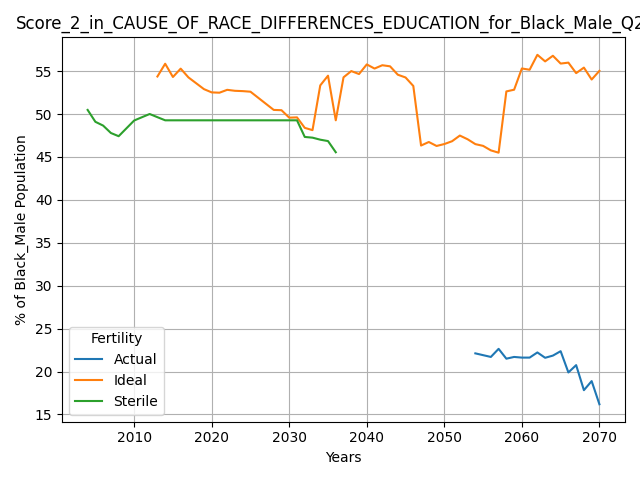 Score_2_in_CAUSE_OF_RACE_DIFFERENCES_EDUCATION_for_Black_Male_Q2
% of Black_Male Population
55
50
45
40
35
30
25
20
15
Fertility
Actual
Ideal
Sterile
2010 2020 2030 2040 2050 2060 2070
Years